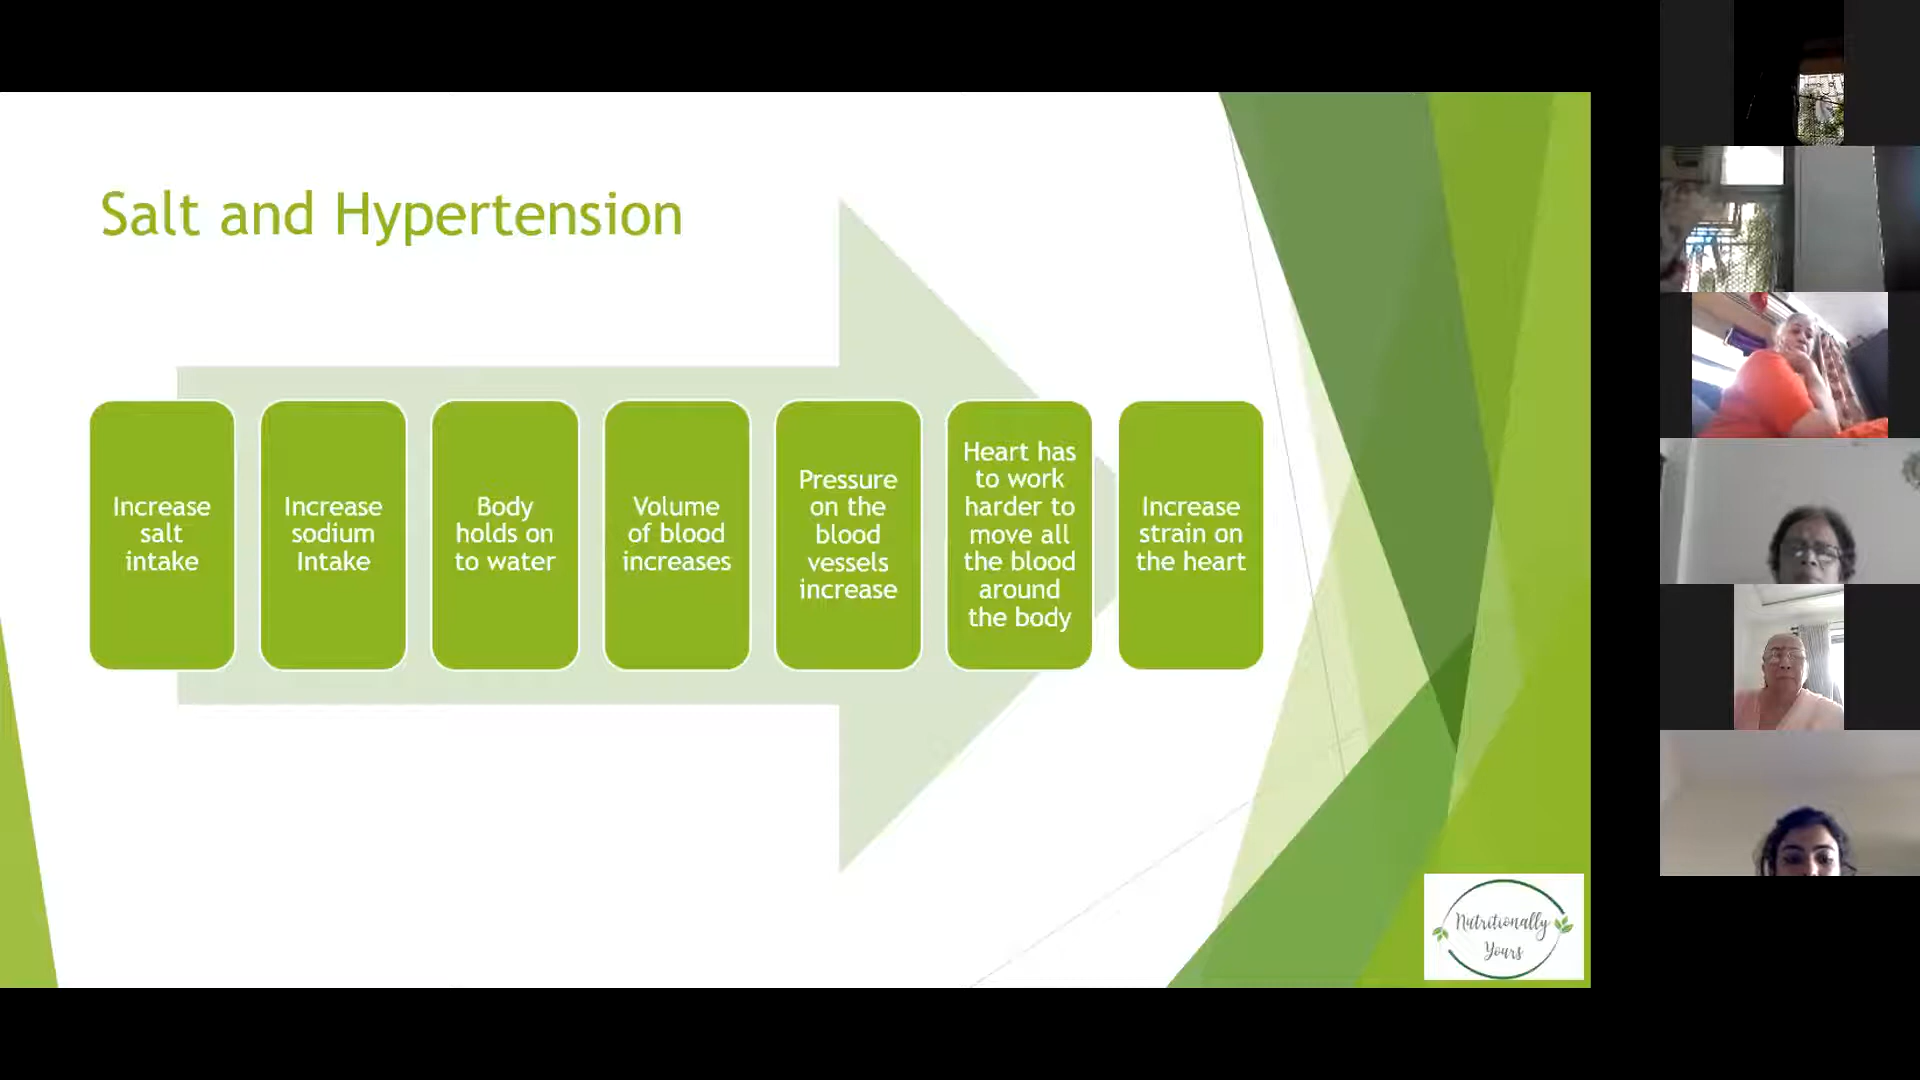 Salt and Hypertension
Increase
salt
intake
Increase
sodium
Intake
Body
holds on
to water
Volume
of blood
increases
Pressure
on the
blood
vessels
increase
Heart has
to work
harder to
move all
the blood
around
the body
Increase
strain on
the heart
Nutritionally
Yours